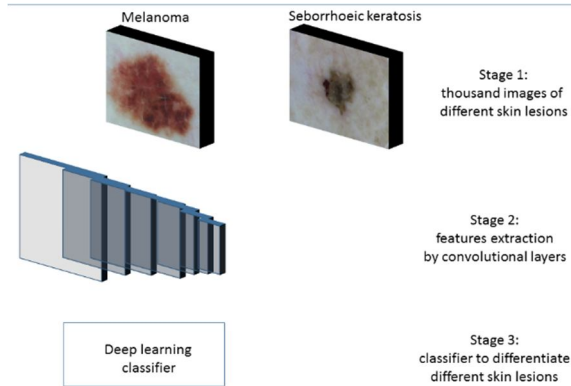 Melanoma
Seborrhoeic keratosis
Stage 1:
thousand images of
different skin lesions
Stage 2:
features extraction
by convolutional layers
Deep learning
classifier
Stage 3:
classifier to differentiate
different skin lesions